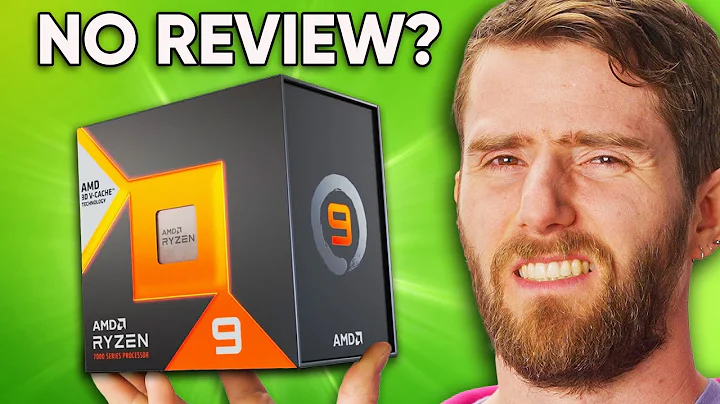 NO REVIEW?
AMD
3D V-CACHE™
TECHNOLOGY
AMD
RYZEN
9
AMD
RYZEN
7000 SERIES PROCESSOR
9
AMD